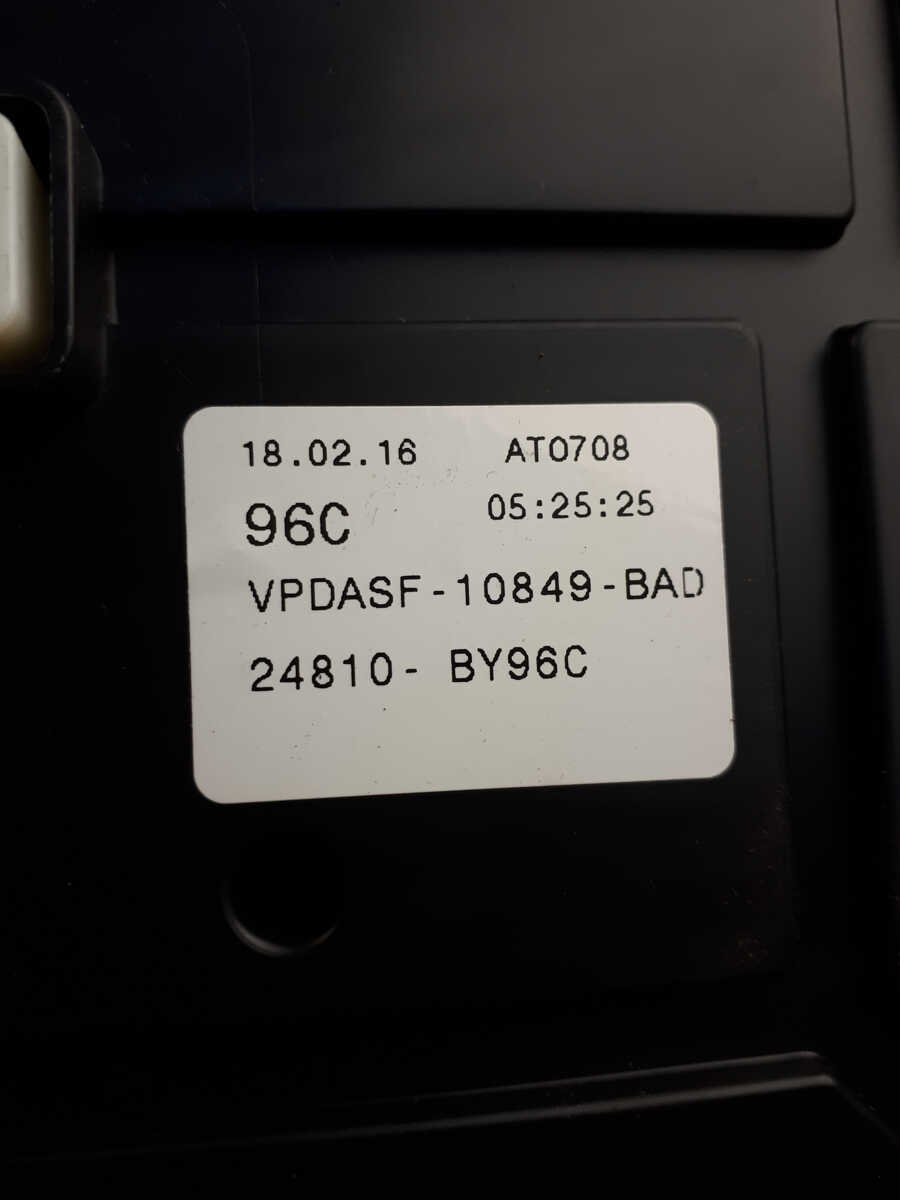 18.02.16 AT0708
96C 05:25:25
VPDASF-10849-BAD
24810- BY96C